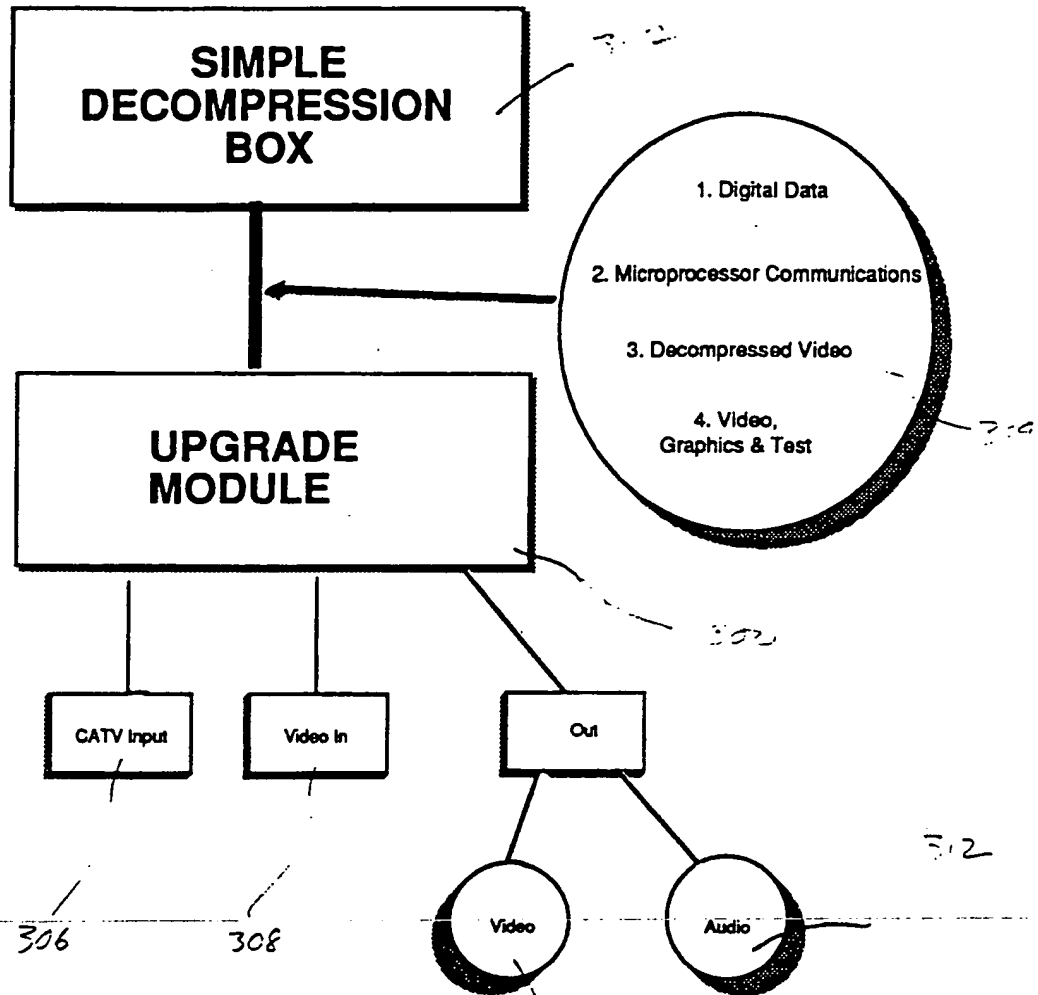 SIMPLE
DECOMPRESSION
BOX
1. Digital Data
2. Microprocessor Communications
3. Decompressed Video
4. Video,
Graphics & Test
UPGRADE
MODULE
CATV Input
Video In
Out
312
306
308
Video
Audio